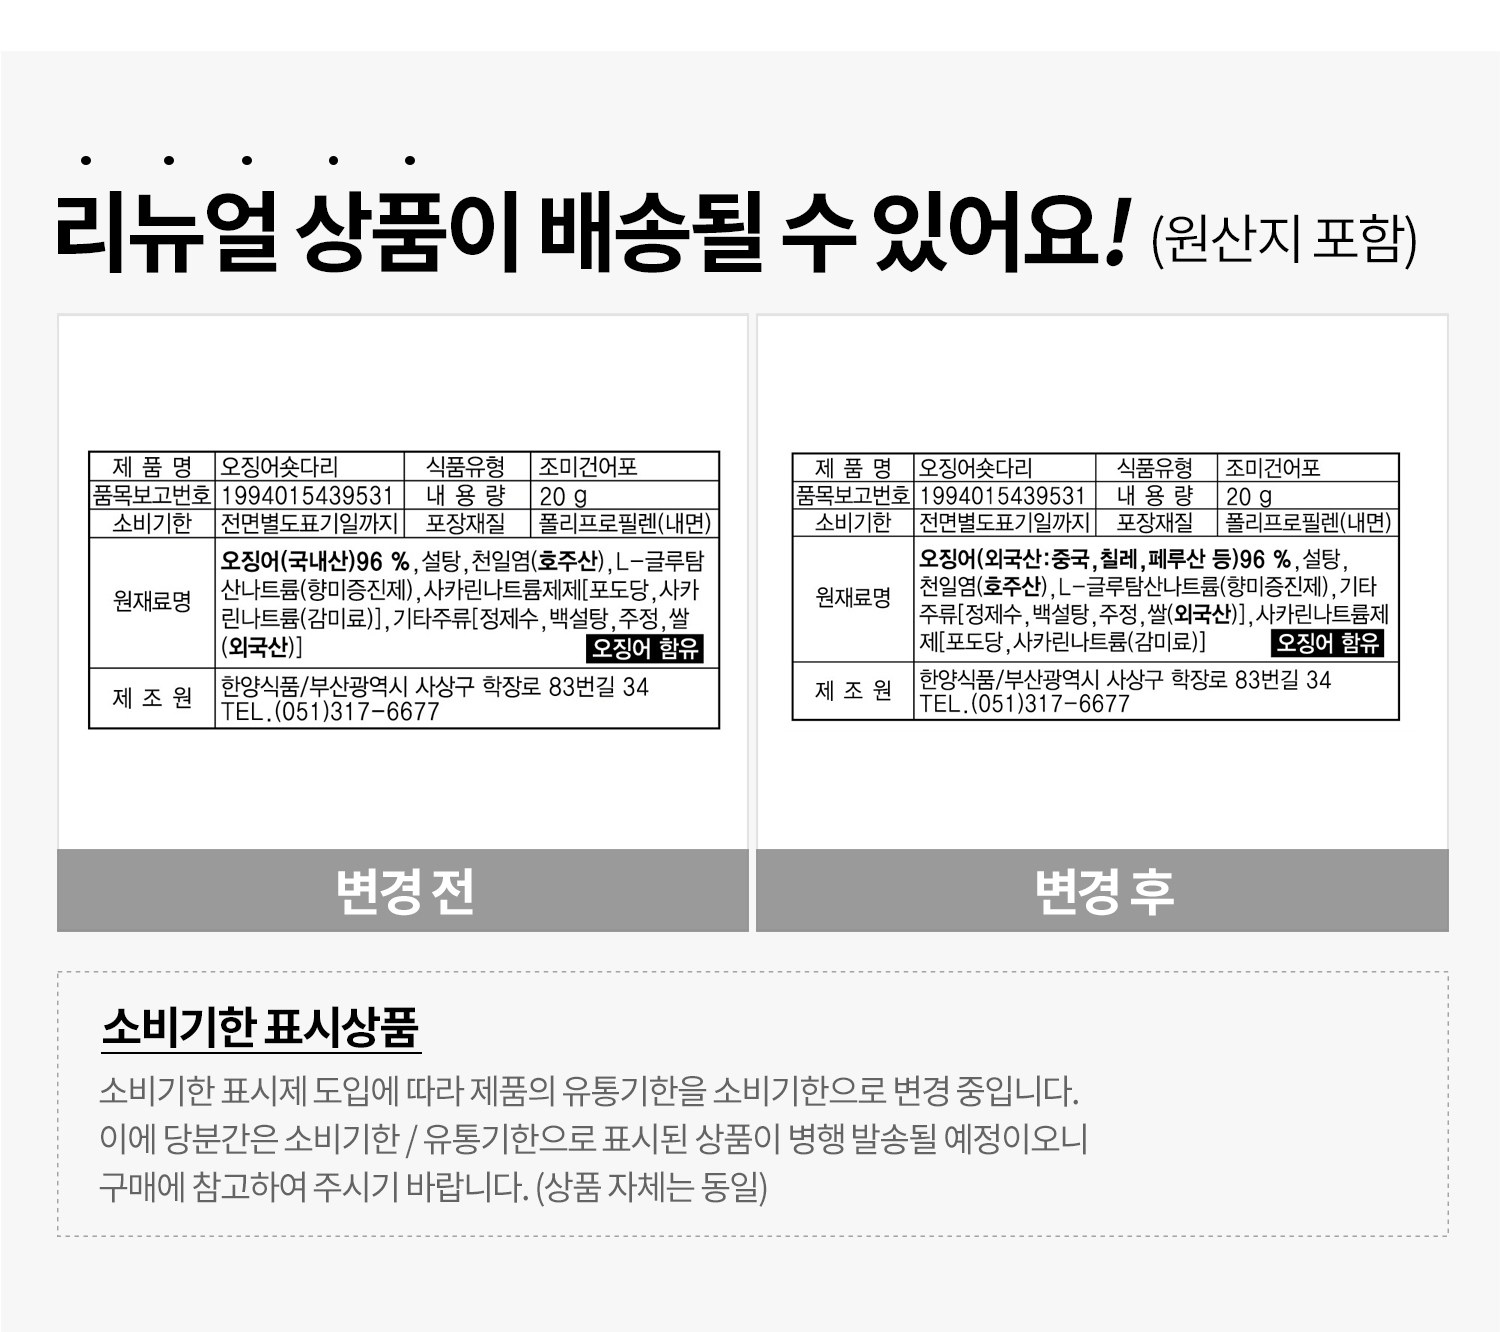 리뉴얼 상품이 배송될 수 있어요! (원산지 포함)
제 품 명 오징어숏다리 식품유형 조미건어포
품목보고번호 1994015439531 내 용 량 20 g
소비기한 전면별도표기일까지 포장재질 폴리프로필렌(내면)
원재료명
오징어(국내산)96 %,설탕,천일염(호주산),L-글루탐
산나트륨(향미증진제),사카린나트륨제제[포도당,사카
린나트륨(감미료)],기타주류[정제수,백설탕,주정,쌀
(외국산)] 오징어 함유
제 조 원
한양식품/부산광역시 사상구 학장로 83번길 34
TEL.(051)317-6677
변경 전
제 품 명 오징어숏다리 식품유형 조미건어포
품목보고번호 1994015439531 내 용 량 20 g
소비기한 전면별도표기일까지 포장재질 폴리프로필렌(내면)
원재료명
오징어(외국산:중국,칠레,페루산 등)96 %,설탕,
천일염(호주산),L-글루탐산나트륨(향미증진제),기타
주류[정제수,백설탕,주정,쌀(외국산)],사카린나트륨제
제[포도당,사카린나트륨(감미료)] 오징어 함유
제 조 원
한양식품/부산광역시 사상구 학장로 83번길 34
TEL.(051)317-6677
변경 후
소비기한 표시상품
소비기한 표시제 도입에 따라 제품의 유통기한을 소비기한으로 변경 중입니다.
이에 당분간은 소비기한 / 유통기한으로 표시된 상품이 병행 발송될 예정이오니
구매에 참고하여 주시기 바랍니다. (상품 자체는 동일)